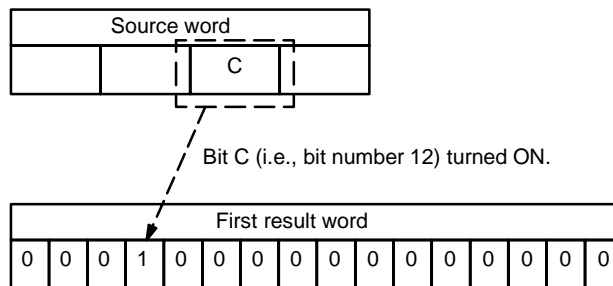 Source word
C
Bit C (i.e., bit number 12) turned ON.
First result word
0 0 0 1 0 0 0 0 0 0 0 0 0 0 0 0